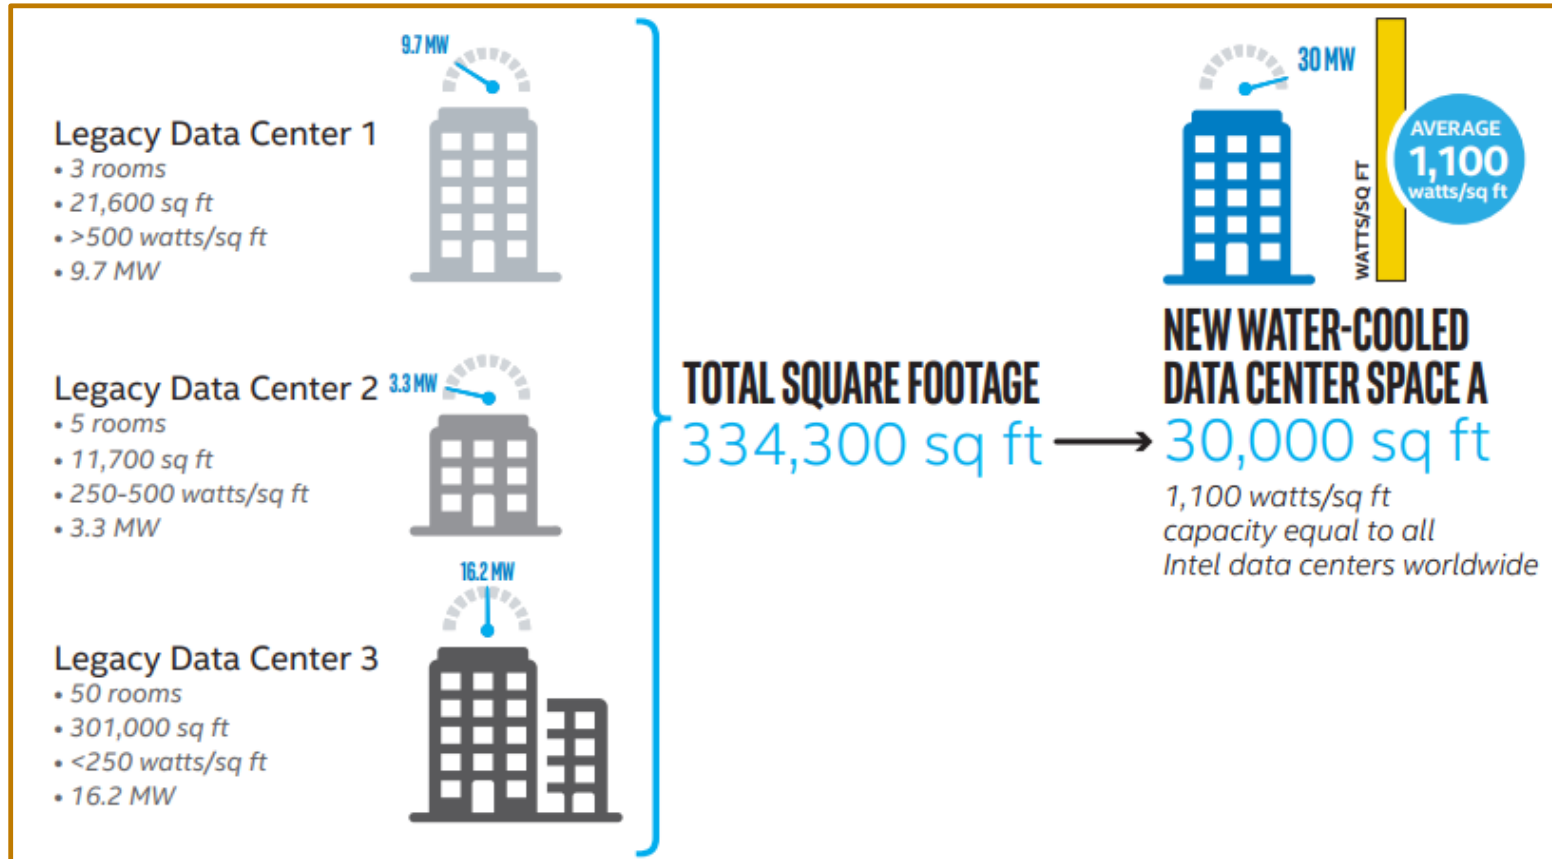 9.7 MW
Legacy Data Center 1
• 3 rooms
• 21,600 sq ft
• >500 watts/sq ft
• 9.7 MW
Legacy Data Center 2
3.3 MW
• 5 rooms
• 11,700 sq ft
• 250-500 watts/sq ft
• 3.3 MW
16.2 MW
Legacy Data Center 3
• 50 rooms
• 301,000 sq ft
• <250 watts/sq ft
• 16.2 MW
TOTAL SQUARE FOOTAGE
334,300 sq ft
30 MW
WATTS/SQ FT
AVERAGE
1,100
watts/sq ft
NEW WATER-COOLED
DATA CENTER SPACE A
30,000 sq ft
1,100 watts/sq ft
capacity equal to all
Intel data centers worldwide